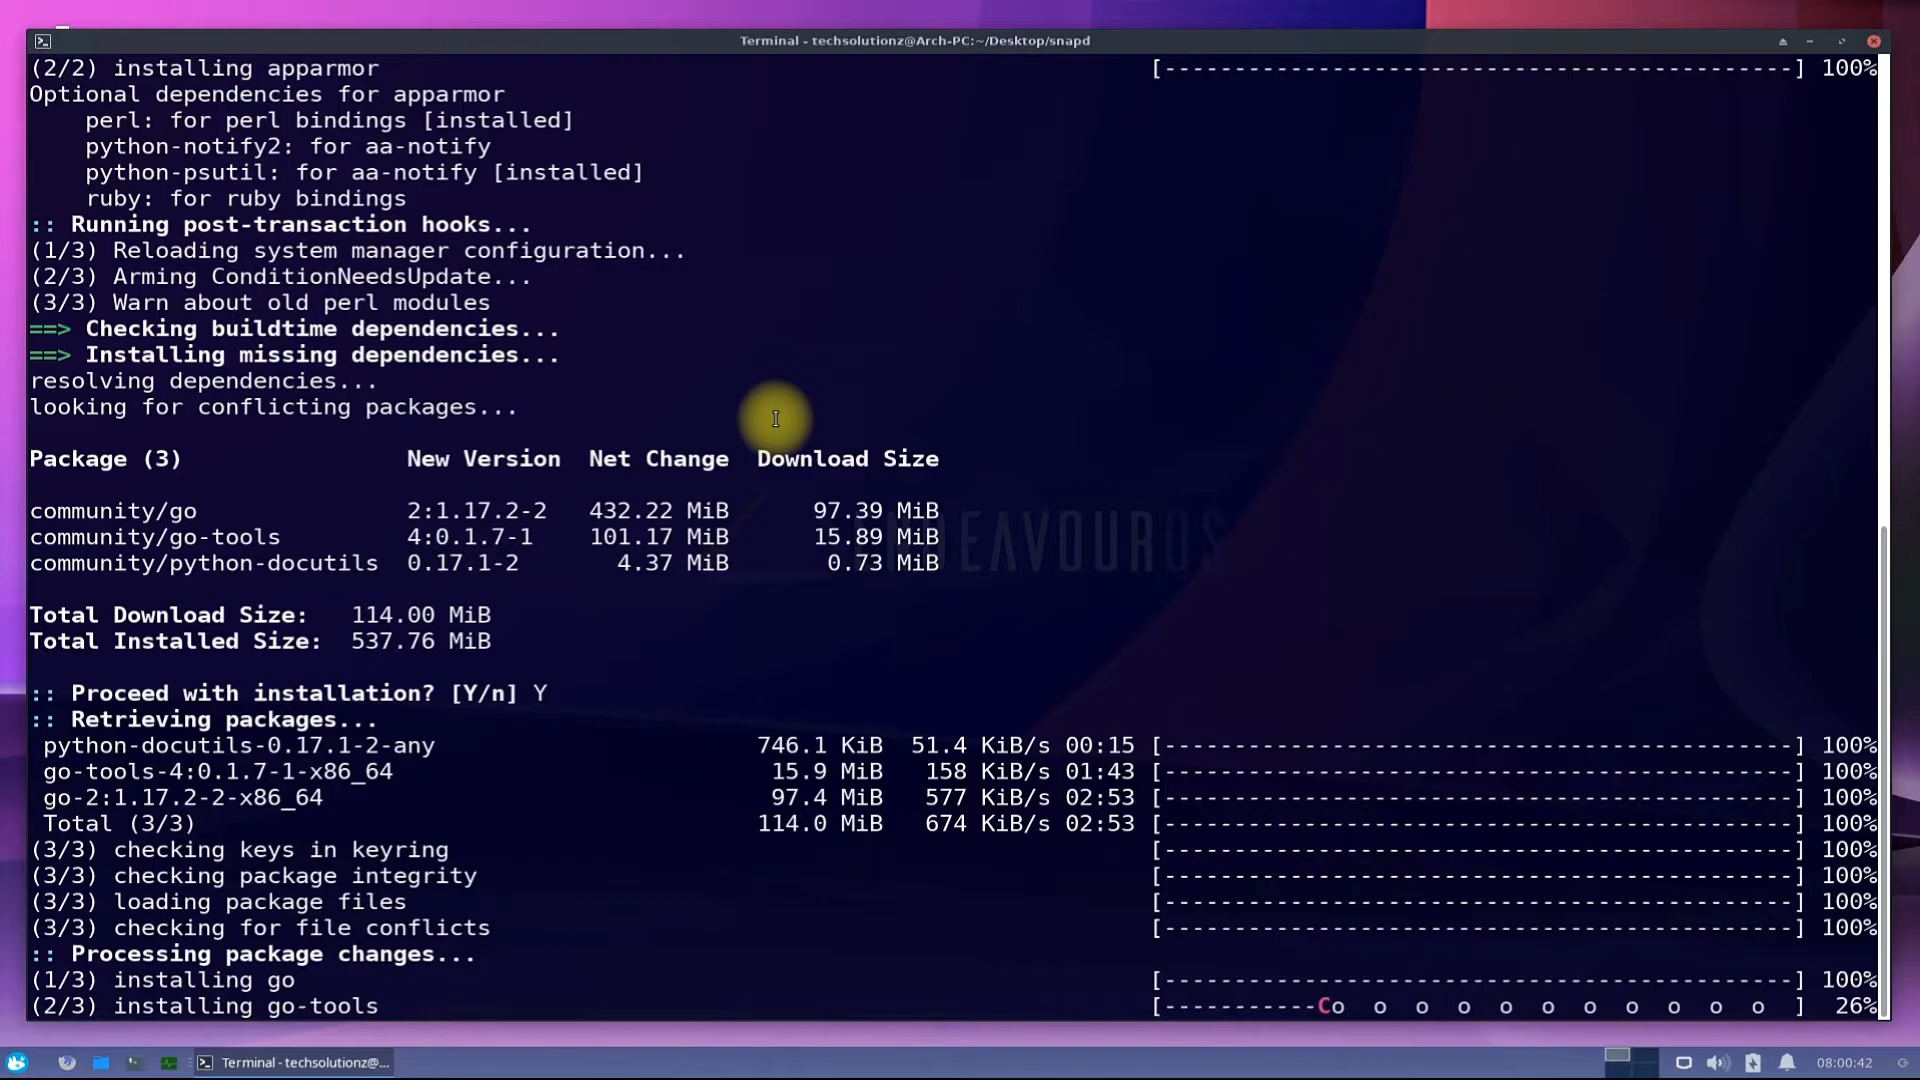 Terminal - techsolutionz@Arch-PC:~/Desktop/snapd
(2/2) installing apparmor [----------------------------------------------] 100%
Optional dependencies for apparmor
    perl: for perl bindings [installed]
    python-notify2: for aa-notify
    python-psutil: for aa-notify [installed]
    ruby: for ruby bindings
:: Running post-transaction hooks...
(1/3) Reloading system manager configuration...
(2/3) Arming ConditionNeedsUpdate...
(3/3) Warn about old perl modules
==> Checking buildtime dependencies...
==> Installing missing dependencies...
resolving dependencies...
looking for conflicting packages...
Package (3) New Version Net Change Download Size
community/go 2:1.17.2-2 432.22 MiB 97.39 MiB
community/go-tools 4:0.1.7-1 101.17 MiB 15.89 MiB
community/python-docutils 0.17.1-2 4.37 MiB 0.73 MiB
ENDEAVOUROS
Total Download Size: 114.00 MiB
Total Installed Size: 537.76 MiB
:: Proceed with installation? [Y/n] Y
:: Retrieving packages...
python-docutils-0.17.1-2-any 746.1 KiB 51.4 KiB/s 00:15 [----------------------------------------------] 100%
go-tools-4:0.1.7-1-x86_64 15.9 MiB 158 KiB/s 01:43 [----------------------------------------------] 100%
go-2:1.17.2-2-x86_64 97.4 MiB 577 KiB/s 02:53 [----------------------------------------------] 100%
Total (3/3) 114.0 MiB 674 KiB/s 02:53 [----------------------------------------------] 100%
(3/3) checking keys in keyring [----------------------------------------------] 100%
(3/3) checking package integrity [----------------------------------------------] 100%
(3/3) loading package files [----------------------------------------------] 100%
(3/3) checking for file conflicts [----------------------------------------------] 100%
:: Processing package changes...
(1/3) installing go [----------------------------------------------] 100%
(2/3) installing go-tools [-----------Co  o  o  o  o  o  o  o  o  o  o  ] 26%
Terminal - techsolutionz@...
08:00:42